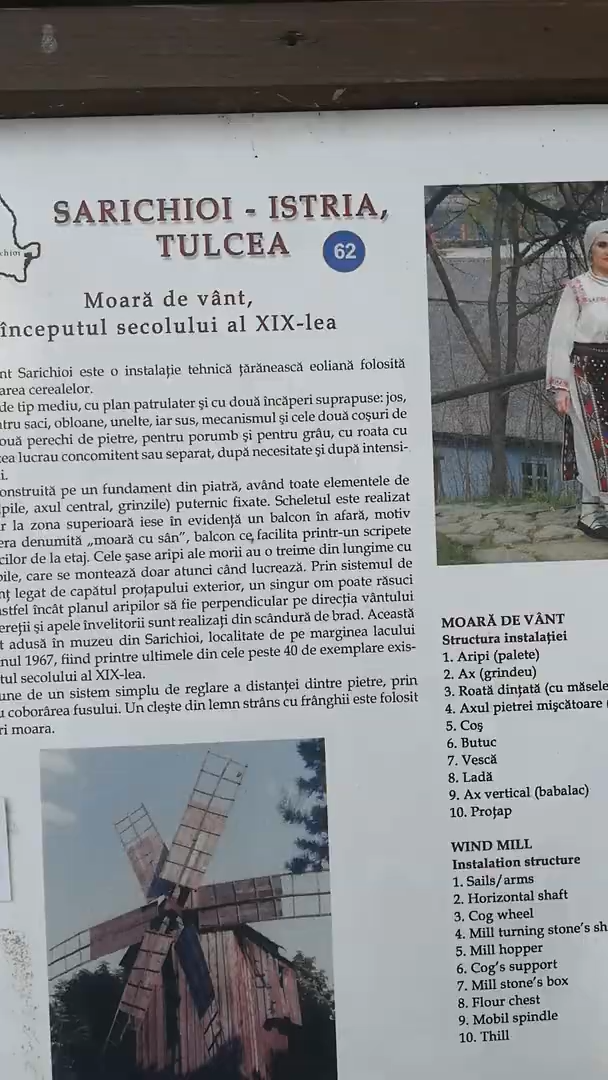 chioi
SARICHIOI - ISTRIA,
TULCEA
62
Moară de vânt,
începutul secolului al XIX-lea
nt Sarichioi este o instalație tehnică țărănească eoliană folosită
area cerealelor.
de tip mediu, cu plan patrulater și cu două încăperi suprapuse: jos,
ntru saci, obloane, unelte, iar sus, mecanismul și cele două coșuri de
ouă perechi de pietre, pentru porumb și pentru grâu, cu roata cu
cea lucrau concomitent sau separat, după necesitate și după intensi-
i.
onstruită pe un fundament din piatră, având toate elementele de
lpile, axul central, grinzile) puternic fixate. Scheletul este realizat
r la zona superioară iese în evidență un balcon în afară, motiv
era denumită „moară cu sân”, balcon ce facilita printr-un scripete
cilor de la etaj. Cele șase aripi ale morii au o treime din lungime cu
bile, care se montează doar atunci când lucrează. Prin sistemul de
nț legat de capătul proțapului exterior, un singur om poate răsuci
astfel încât planul aripilor să fie perpendicular pe direcția vântului
ereții și apele învelitorii sunt realizați din scândură de brad. Această
t adusă în muzeu din Sarichioi, localitate de pe marginea lacului
nul 1967, fiind printre ultimele din cele peste 40 de exemplare exis-
tul secolului al XIX-lea.
une de un sistem simplu de reglare a distanței dintre pietre, prin
u coborârea fusului. Un clește din lemn strâns cu frânghii este folosit
ri moara.
MOARĂ DE VÂNT
Structura instalației
1. Aripi (palete)
2. Ax (grindeu)
3. Roată dințată (cu măsele
4. Axul pietrei mișcătoare (
5. Coș
6. Butuc
7. Vescă
8. Ladă
9. Ax vertical (babalac)
10. Proțap
WIND MILL
Instalation structure
1. Sails/arms
2. Horizontal shaft
3. Cog wheel
4. Mill turning stone's sh
5. Mill hopper
6. Cog's support
7. Mill stone's box
8. Flour chest
9. Mobil spindle
10. Thill